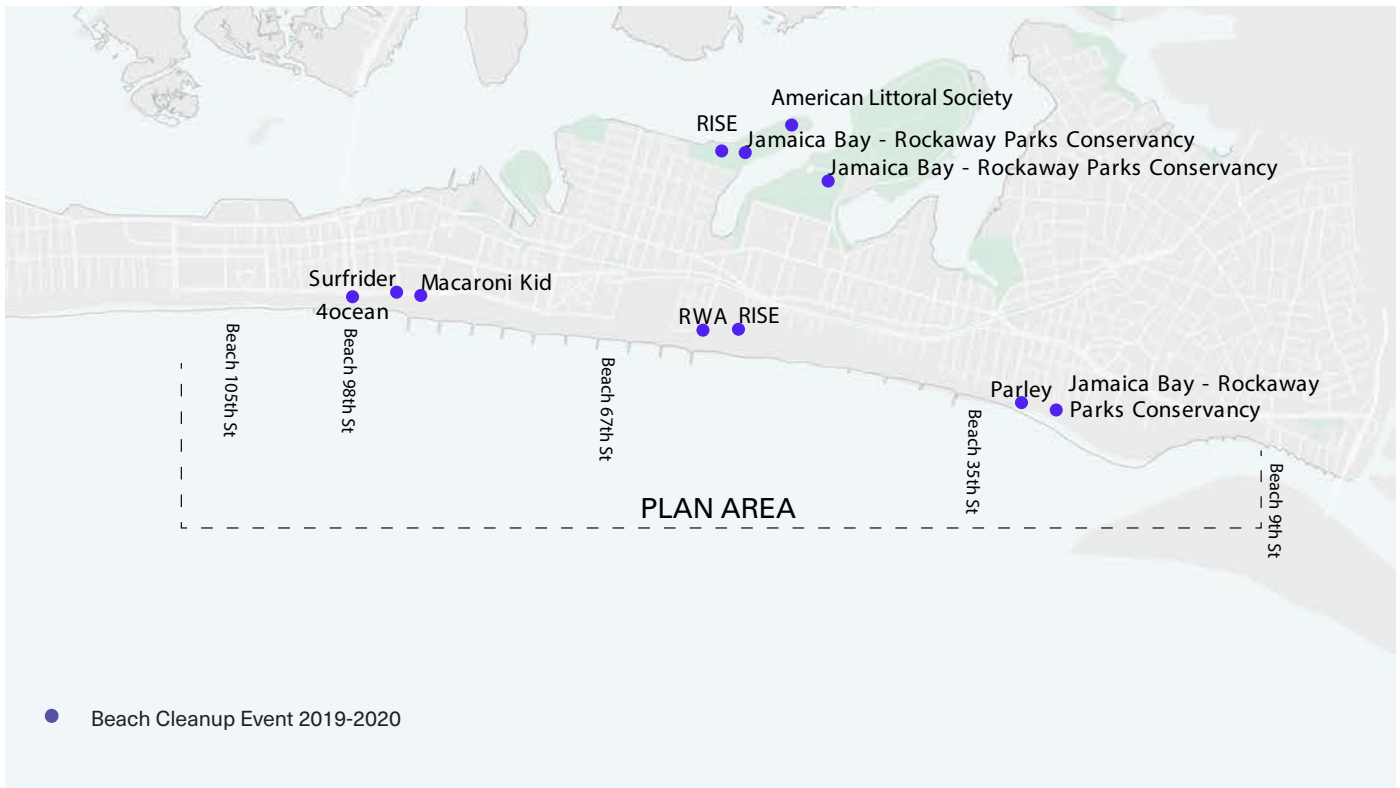 American Littoral Society
RISE
Jamaica Bay - Rockaway Parks Conservancy
Jamaica Bay - Rockaway Parks Conservancy
Surfrider
Macaroni Kid
4ocean
RWA
RISE
Parley
Jamaica Bay - Rockaway
Parks Conservancy
Beach 105th St
Beach 98th St
Beach 67th St
Beach 35th St
Beach 9th St
PLAN AREA
Beach Cleanup Event 2019-2020